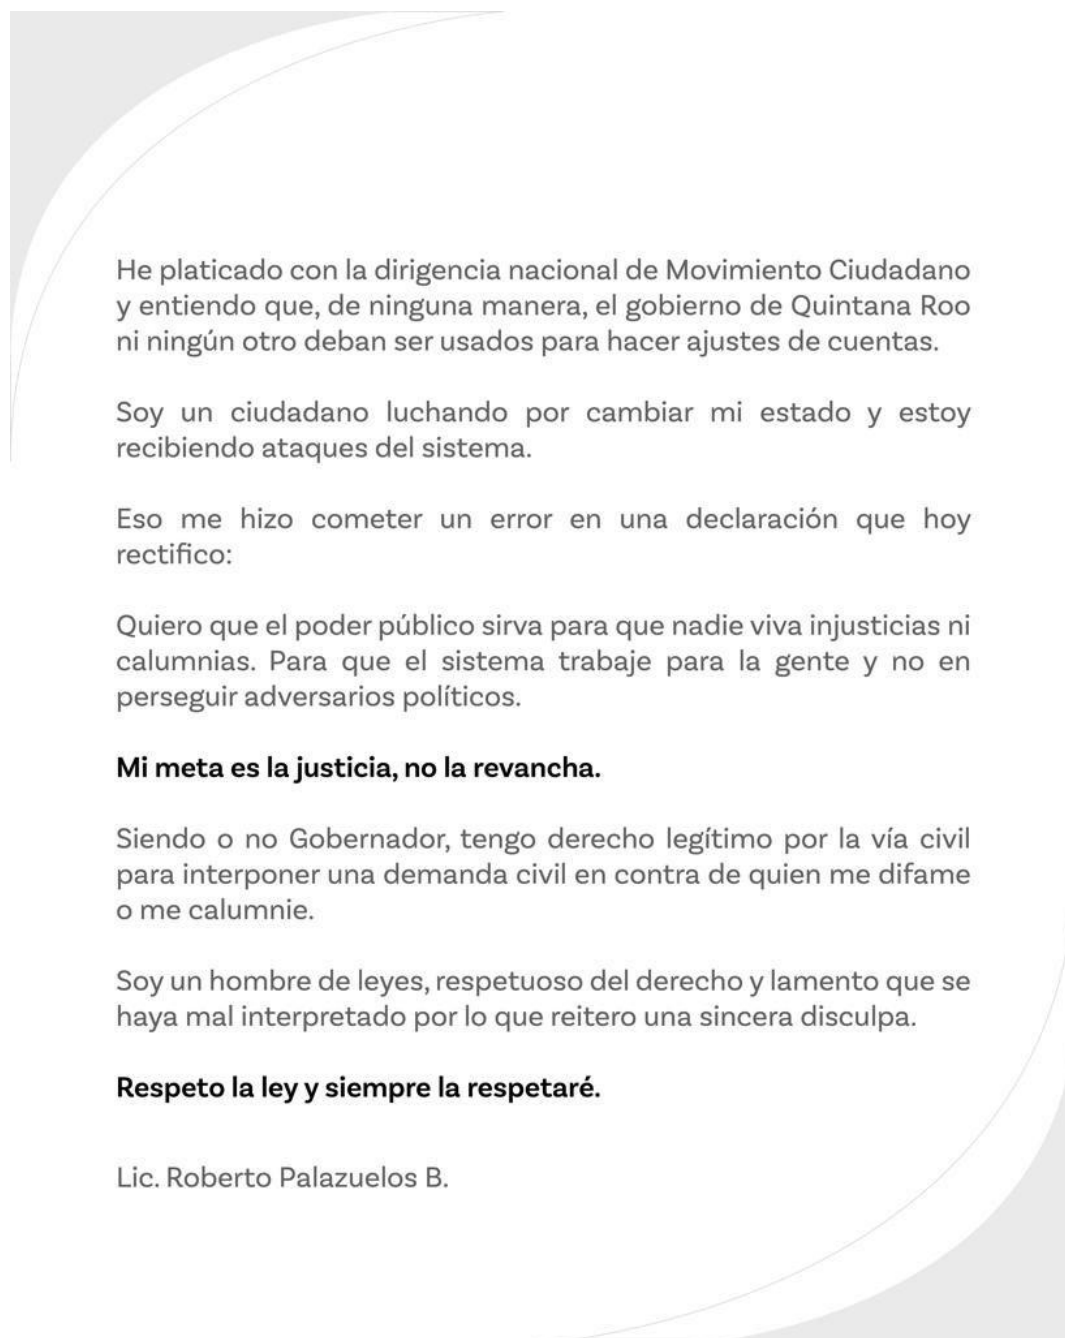 He platicado con la dirigencia nacional de Movimiento Ciudadano
y entiendo que, de ninguna manera, el gobierno de Quintana Roo
ni ningún otro deban ser usados para hacer ajustes de cuentas.
Soy un ciudadano luchando por cambiar mi estado y estoy
recibiendo ataques del sistema.
Eso me hizo cometer un error en una declaración que hoy
rectifico:
Quiero que el poder público sirva para que nadie viva injusticias ni
calumnias. Para que el sistema trabaje para la gente y no en
perseguir adversarios políticos.
Mi meta es la justicia, no la revancha.
Siendo o no Gobernador, tengo derecho legítimo por la vía civil
para interponer una demanda civil en contra de quien me difame
o me calumnie.
Soy un hombre de leyes, respetuoso del derecho y lamento que se
haya mal interpretado por lo que reitero una sincera disculpa.
Respeto la ley y siempre la respetaré.
Lic. Roberto Palazuelos B.